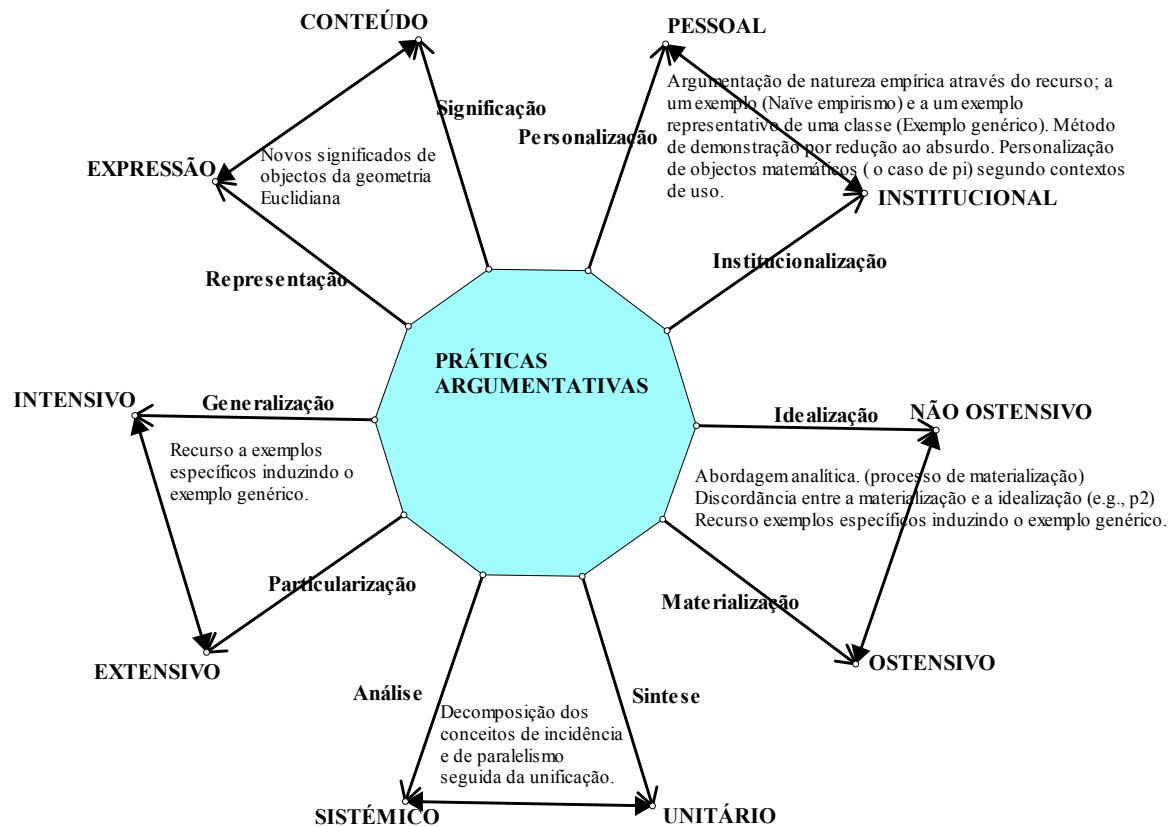 CONTEÚDO
PESSOAL
Argumentação de natureza empírica através do recurso; a
um exemplo (Naïve empirismo) e a um exemplo
representativo de uma classe (Exemplo genérico). Método
de demonstração por redução ao absurdo. Personalização
de objectos matemáticos ( o caso de pi) segundo contextos
de uso.
Significação
Personalização
EXPRESSÃO
Novos significados de
objectos da geometria
Euclidiana
INSTITUCIONAL
Institucionalização
Representação
PRÁTICAS
ARGUMENTATIVAS
INTENSIVO
Generalização
Idealização
NÃO OSTENSIVO
Recurso a exemplos
específicos induzindo o
exemplo genérico.
Abordagem analítica. (processo de materialização)
Discordância entre a materialização e a idealização (e.g., p2)
Recurso exemplos específicos induzindo o exemplo genérico.
Particularização
Materialização
EXTENSIVO
OSTENSIVO
Análise
Sintese
Decomposição dos
conceitos de incidência
e de paralelismo
seguida da unificação.
SISTÉMICO
UNITÁRIO